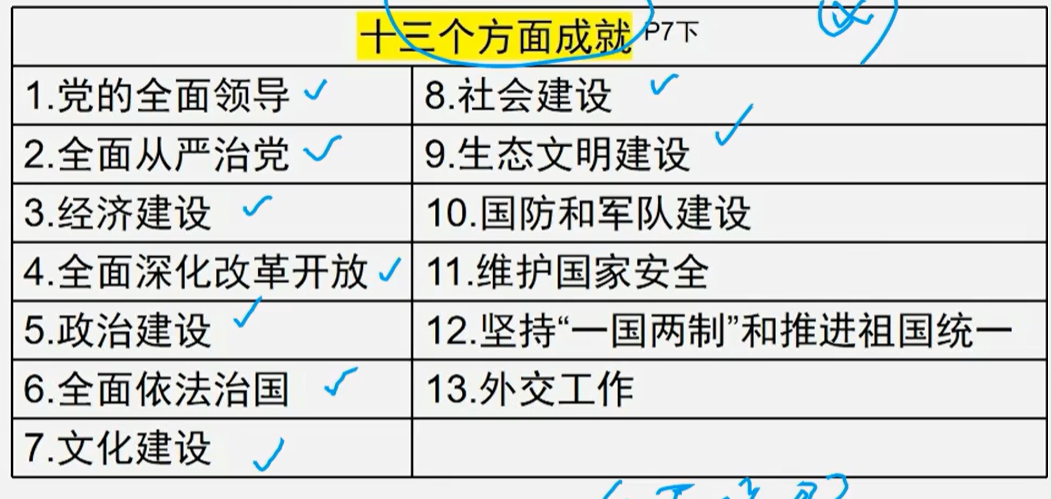 十三个方面成就 P7下
1.党的全面领导
8.社会建设
2.全面从严治党
9.生态文明建设
3.经济建设
10.国防和军队建设
4.全面深化改革开放
11.维护国家安全
5.政治建设
12.坚持“一国两制”和推进祖国统一
6.全面依法治国
13.外交工作
7.文化建设